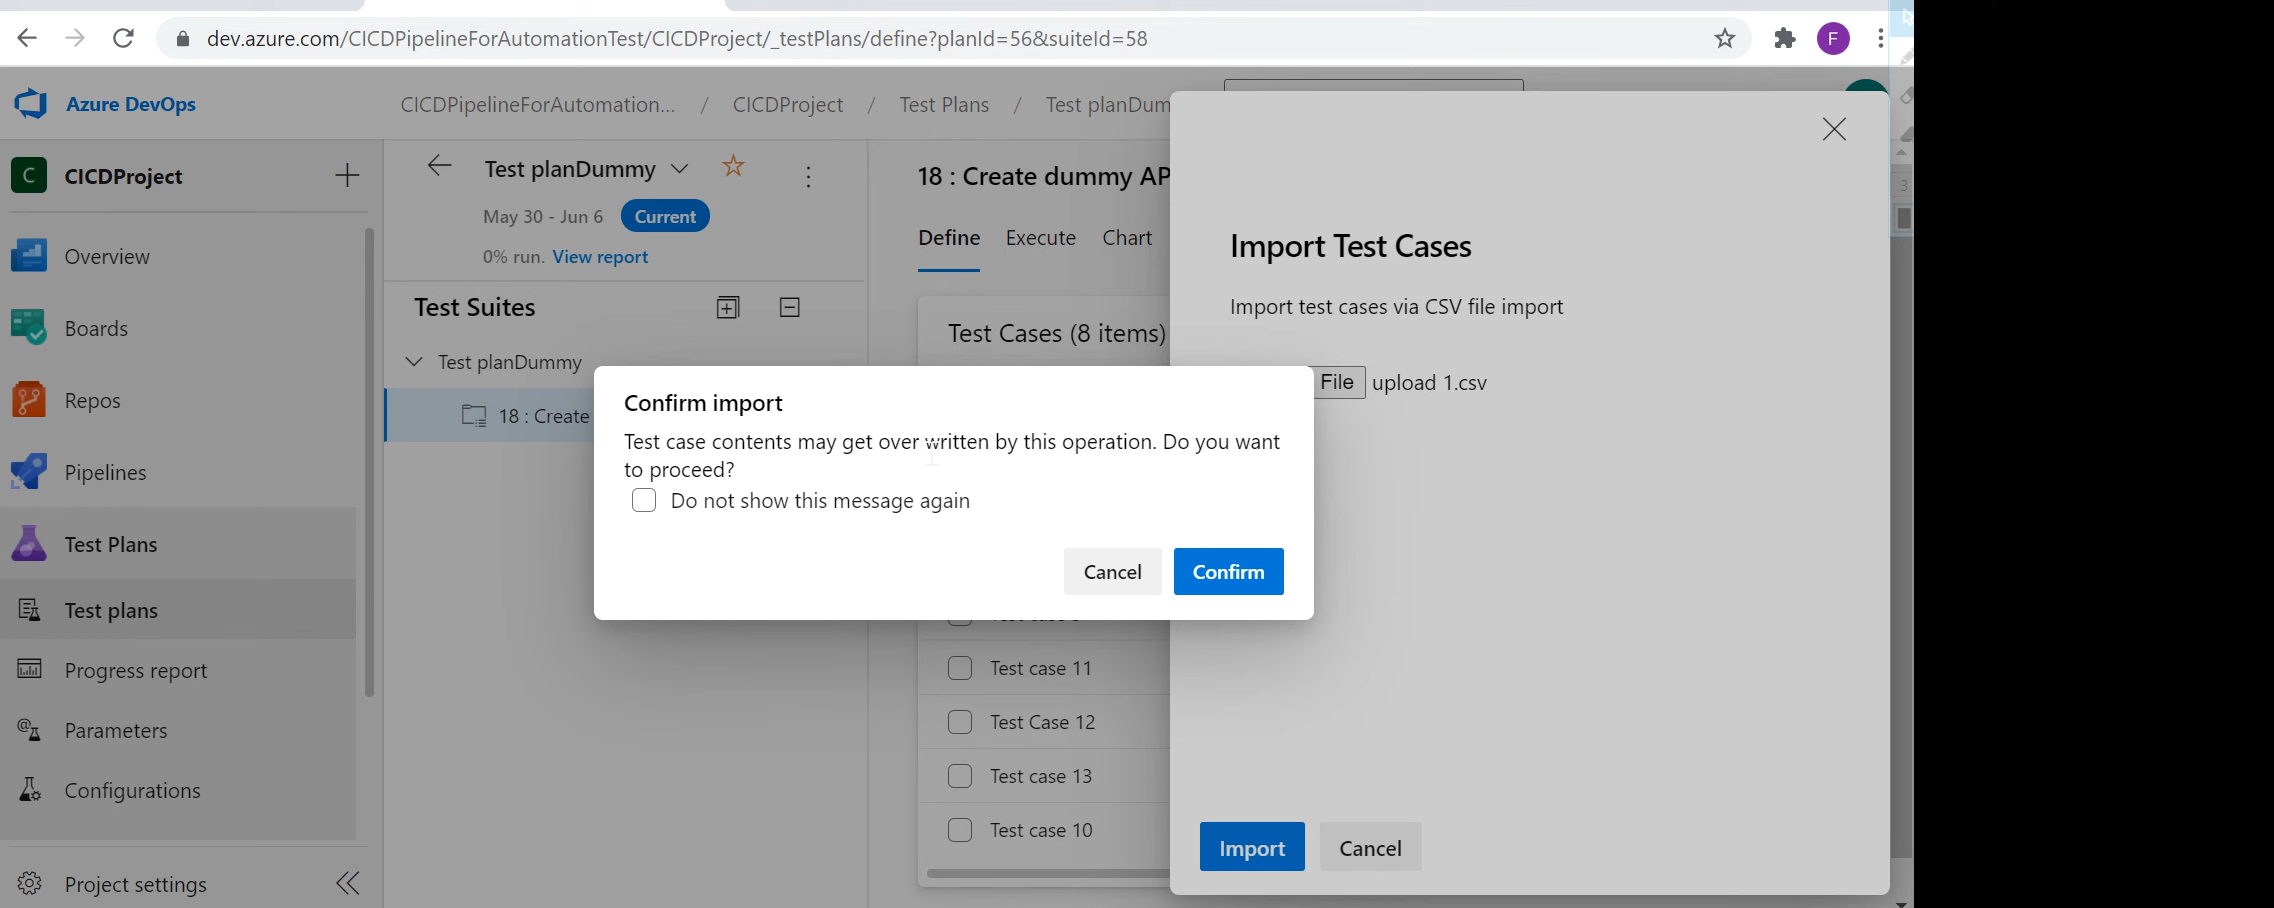 dev.azure.com/CICDPipelineForAutomationTest/CICDProject/_testPlans/define?planId=56&suiteId=58
F
Azure DevOps
CICDPipelineForAutomation... / CICDProject / Test Plans / Test planDum
C CICDProject
Overview
Boards
Repos
Pipelines
Test Plans
Test plans
Progress report
Parameters
Configurations
Project settings
Test planDummy
May 30 - Jun 6 Current
0% run. View report
Test Suites
Test planDummy
18 : Create
18 : Create dummy AP
Define Execute Chart
Test Cases (8 items)
Test case 11
Test Case 12
Test case 13
Test case 10
Import Test Cases
Import test cases via CSV file import
File upload 1.csv
Import Cancel
Confirm import
Test case contents may get over written by this operation. Do you want
to proceed?
Do not show this message again
Cancel Confirm
3